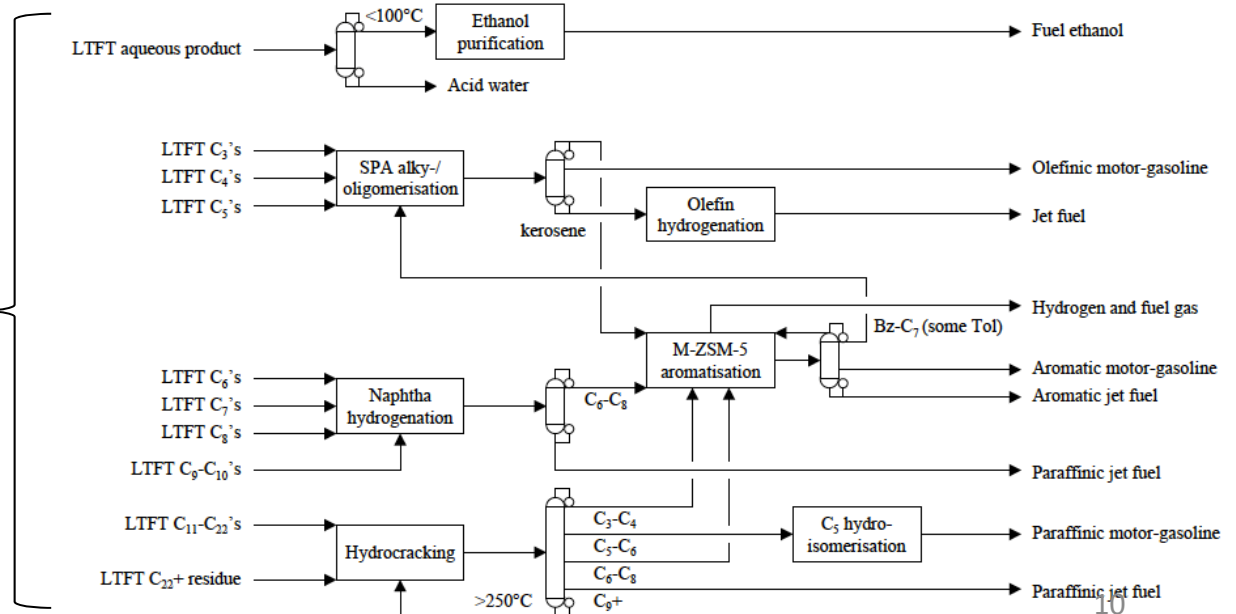 <100°C
Ethanol
purification
Fuel ethanol
LTFT aqueous product
Acid water
LTFT C₃'s
LTFT C₄'s
LTFT C₅'s
SPA alky-/
oligomerisation
Olefinic motor-gasoline
Olefin
hydrogenation
Jet fuel
kerosene
Hydrogen and fuel gas
Bz-C₇ (some Tol)
M-ZSM-5
aromatisation
Aromatic motor-gasoline
Aromatic jet fuel
LTFT C₆'s
LTFT C₇'s
LTFT C₈'s
LTFT C₉-C₁₀'s
Naphtha
hydrogenation
C₆-C₈
Paraffinic jet fuel
LTFT C₁₁-C₂₂'s
LTFT C₂₂+ residue
Hydrocracking
C₃-C₄
C₅-C₆
C₆-C₈
C₉+
>250°C
C₅ hydro-
isomerisation
Paraffinic motor-gasoline
Paraffinic jet fuel
10